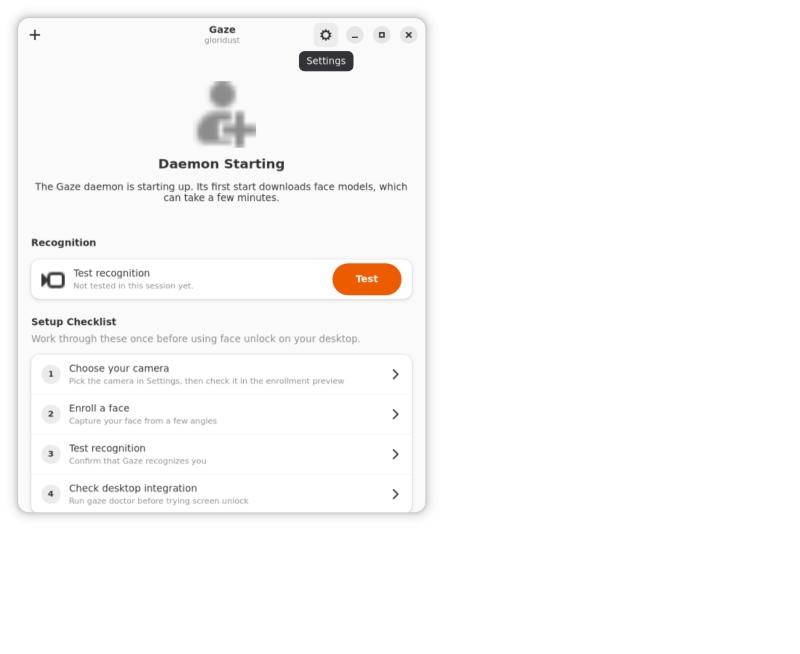 Gaze
gloridust
Settings
Daemon Starting
The Gaze daemon is starting up. Its first start downloads face models, which
can take a few minutes.
Recognition
Test recognition
Not tested in this session yet.
Test
Setup Checklist
Work through these once before using face unlock on your desktop.
1
Choose your camera
Pick the camera in Settings, then check it in the enrollment preview
2
Enroll a face
Capture your face from a few angles
3
Test recognition
Confirm that Gaze recognizes you
4
Check desktop integration
Run gaze doctor before trying screen unlock